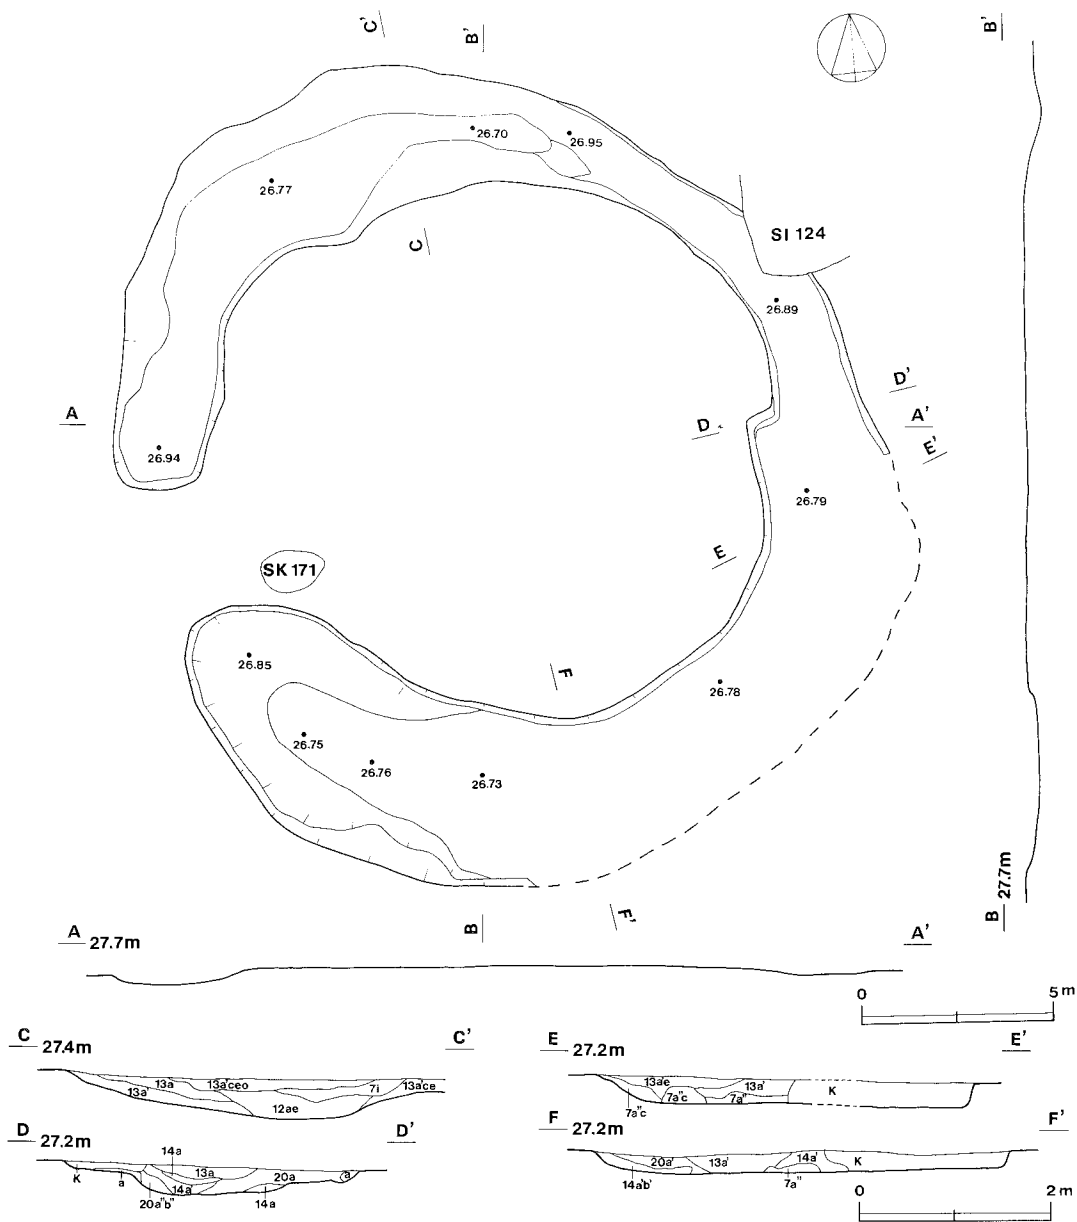 C' B' B'
26.70 26.95
26.77
SI 124
C
26.89
D'
A D A'
E'
26.94
26.79
E
SK 171
26.85 F 26.78
26.75
26.76 26.73
27.7m
B F' B
A 27.7m A'
0 5 m
C 27.4m C'
13a 13a'ceo 7i 13a'ce
13a'
12ae
E 27.2m E'
13a'e 13a' K
7a"c 7a"c 7a"
D 27.2m D'
14a
13a 20a a
K a 14a'
20a"b" 14a
F 27.2m F'
20a' 13a' 14a' K
14a'b' 7a"
0 2 m